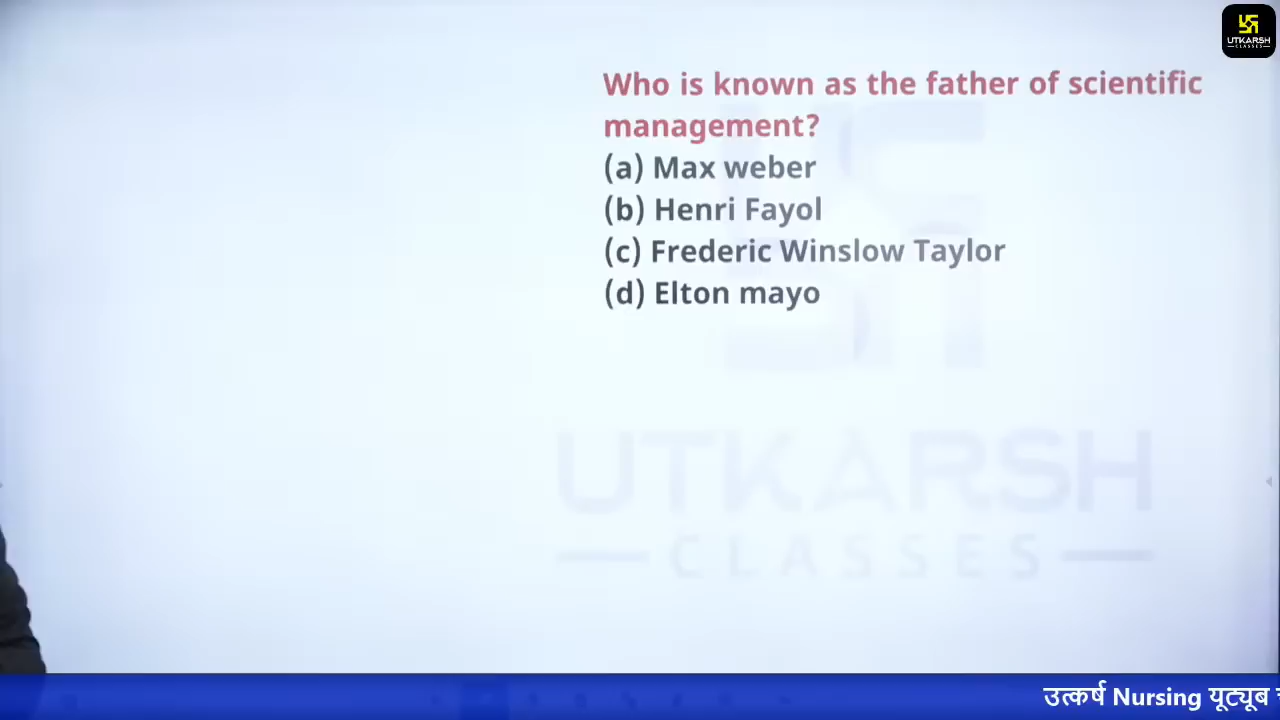 UTKARSH
CLASSES
Who is known as the father of scientific
management?
(a) Max weber
(b) Henri Fayol
(c) Frederic Winslow Taylor
(d) Elton mayo
UTKARSH
CLASSES
उत्कर्ष Nursing यूट्यूब